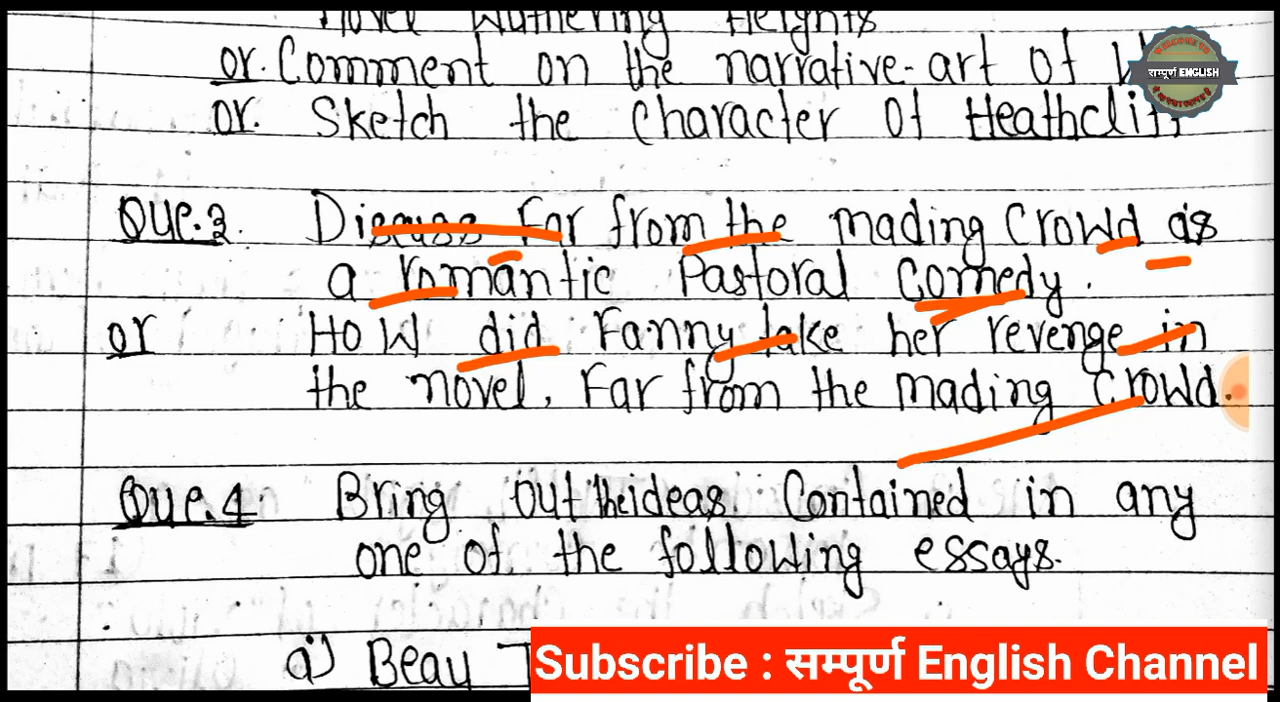 Novel Wuthering Heights
or. Comment on the narrative-art of
or. Sketch the Character of Heathcliff
WELCOME TO
सम्पूर्ण ENGLISH
Que.3. Discuss Far from the mading Crowd as
a romantic Pastoral Comedy.
or How did Fanny take her revenge in
the novel, Far from the mading Crowd.
Que.4. Bring out the ideas Contained in any
one of the following essays.
a) Beau
Subscribe : सम्पूर्ण English Channel